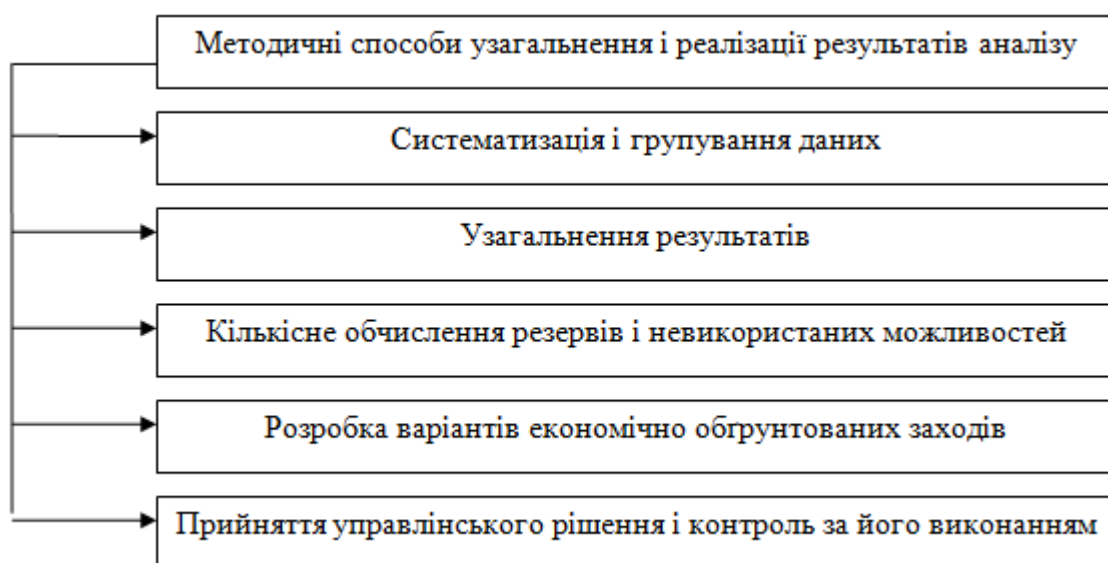 Методичні способи узагальнення і реалізації результатів аналізу
Систематизація і групування даних
Узагальнення результатів
Кількісне обчислення резервів і невикористаних можливостей
Розробка варіантів економічно обґрунтованих заходів
Прийняття управлінського рішення і контроль за його виконанням